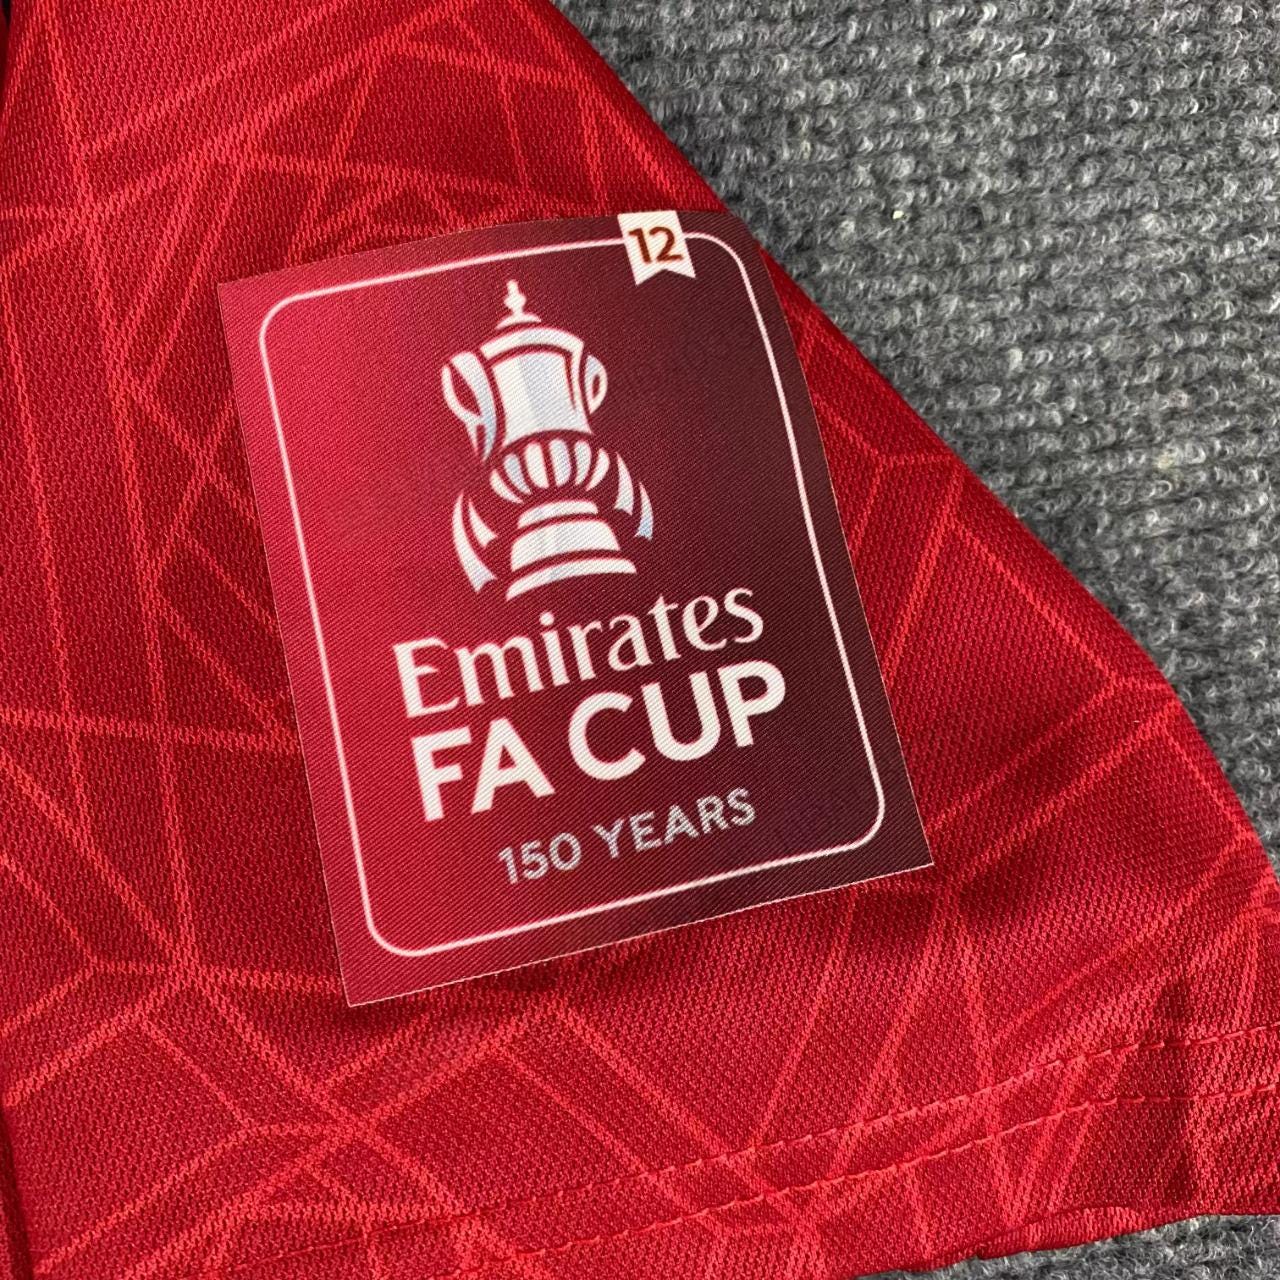 12
Emirates
FA CUP
150 YEARS